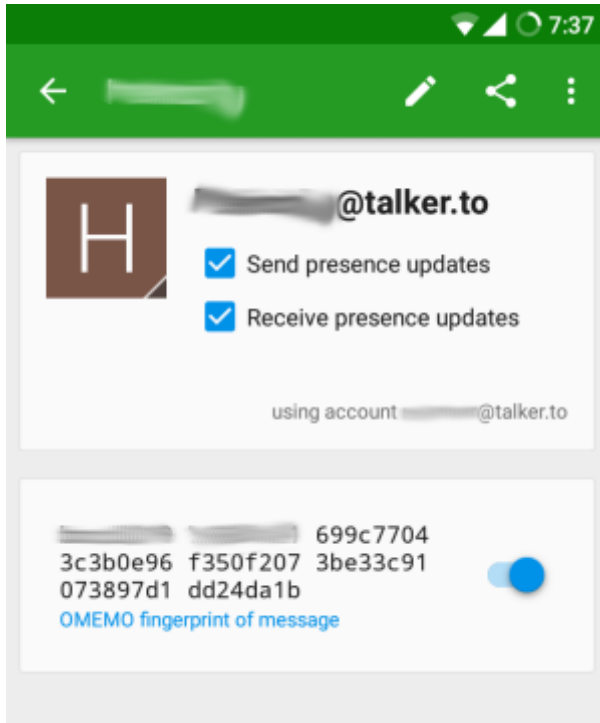 7:37
H
@talker.to
Send presence updates
Receive presence updates
using account @talker.to
699c7704
3c3b0e96 f350f207 3be33c91
073897d1 dd24da1b
OMEMO fingerprint of message